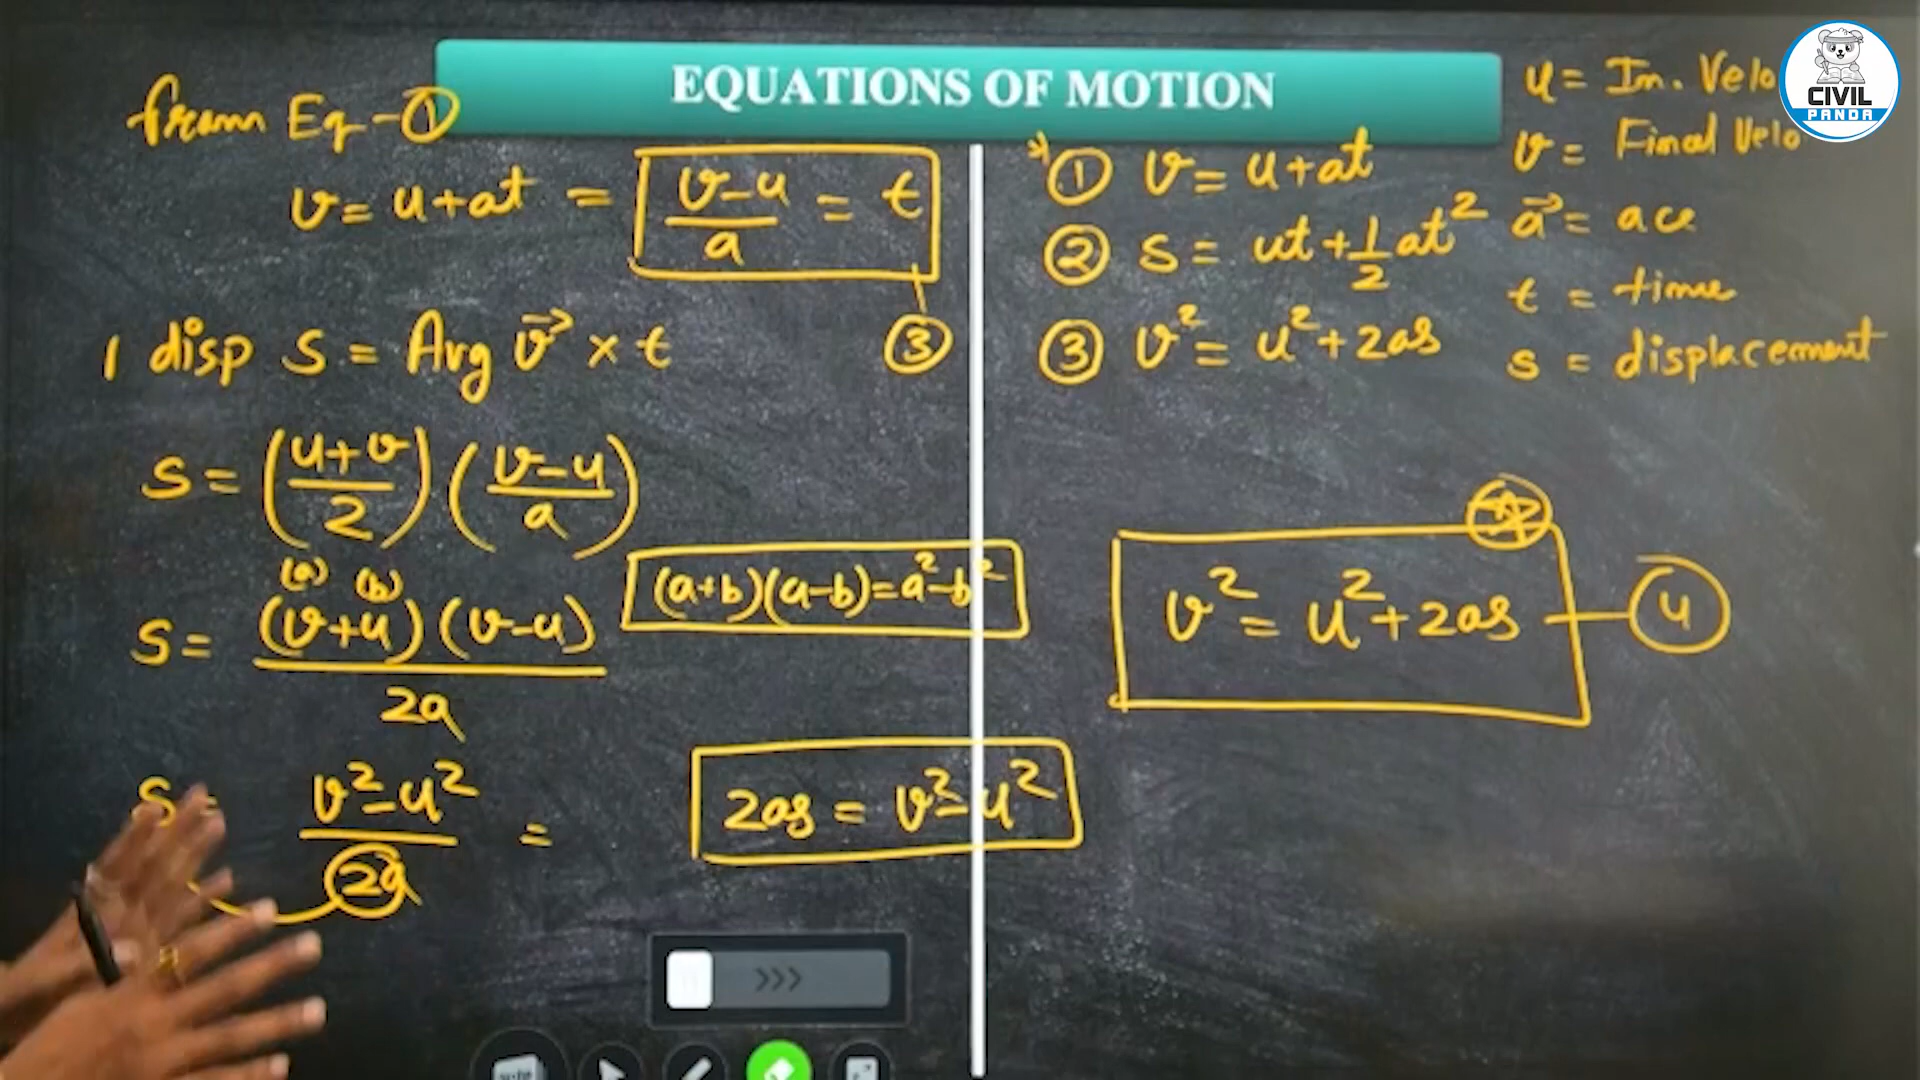 EQUATIONS OF MOTION
CIVIL
PANDA
from Eq-①
v = u+at = v-u/a = t
③
1 disp S = Avg v⃗ × t
S = (u+v/2) (v-u/a)
(a) (b)
S = (v+u) (v-u)/2a
(a+b)(a-b)=a²-b²
S = v²-u²/2a =
2as = v²-u²
① v = u+at
② s = ut+1/2at²
③ v² = u²+2as
u = In. Velo
v = Final Velo
a⃗ = acc
t = time
s = displacement
v² = u²+2as
4